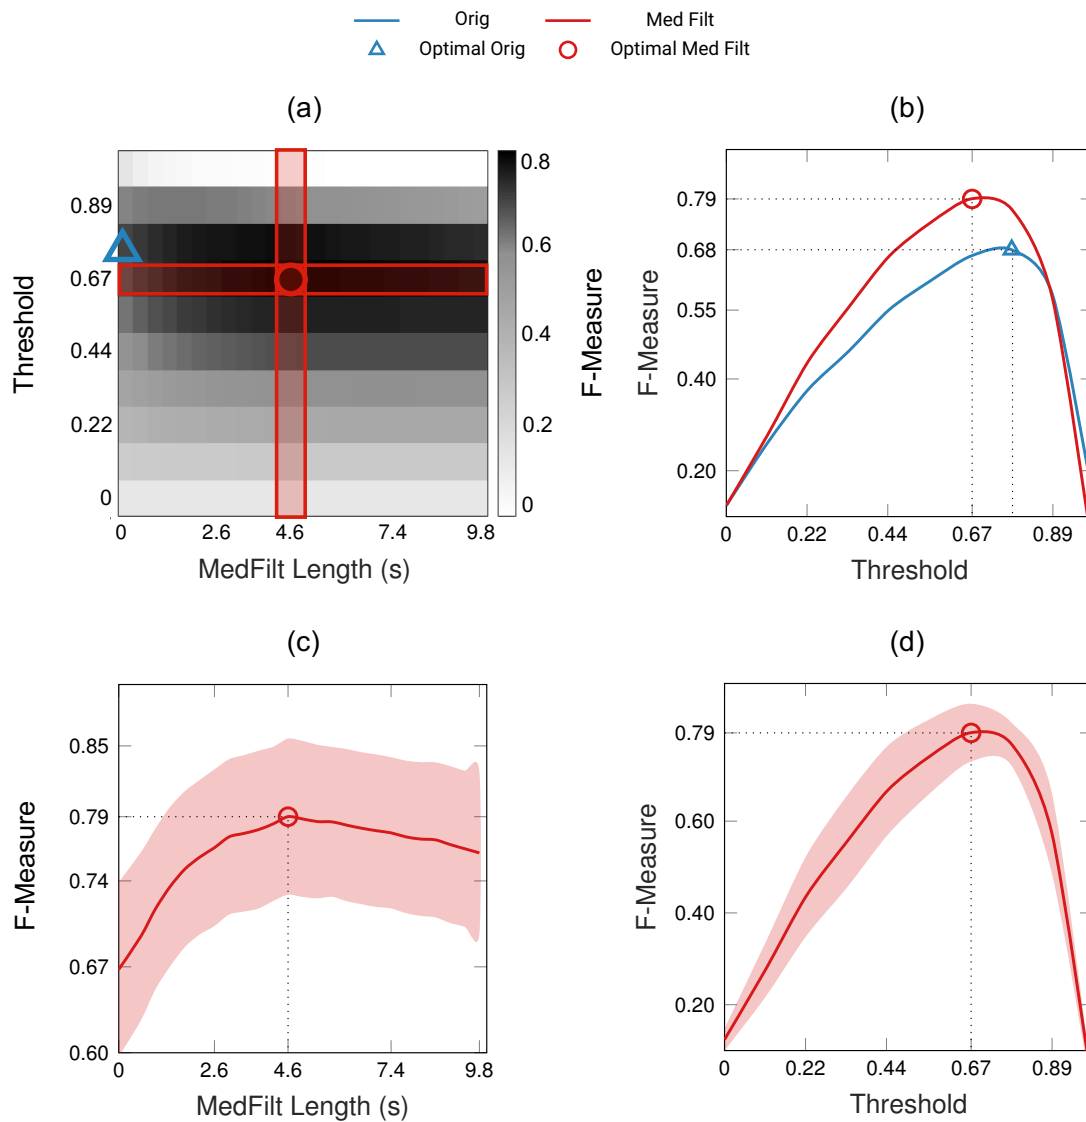 Orig Med Filt
Optimal Orig Optimal Med Filt
(a)
0.89
0.67
0.44
0.22
0
Threshold
0 2.6 4.6 7.4 9.8
MedFilt Length (s)
0.8
0.6
0.4
0.2
0
F-Measure
(b)
0.79
0.68
0.55
0.40
0.20
F-Measure
0 0.22 0.44 0.67 0.89
Threshold
(c)
0.85
0.79
0.74
0.67
0.60
F-Measure
0 2.6 4.6 7.4 9.8
MedFilt Length (s)
(d)
0.79
0.60
0.40
0.20
F-Measure
0 0.22 0.44 0.67 0.89
Threshold